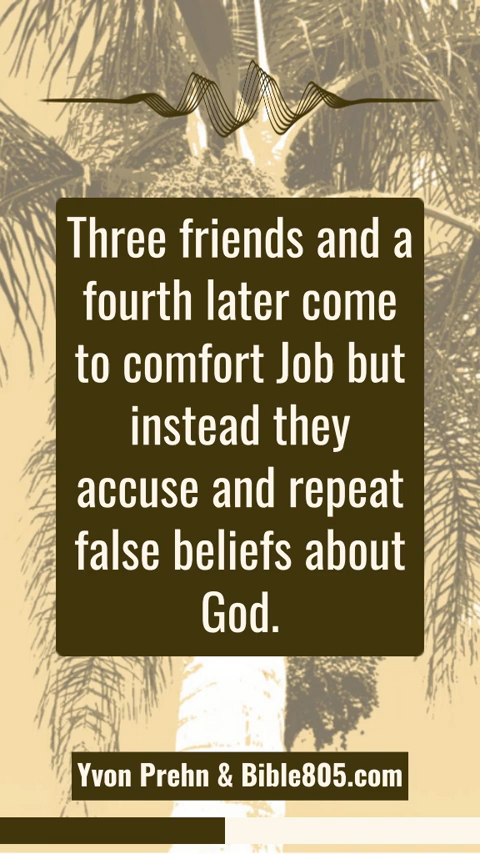 Three friends and a
fourth later come
to comfort Job but
instead they
accuse and repeat
false beliefs about
God.
Yvon Prehn & Bible805.com